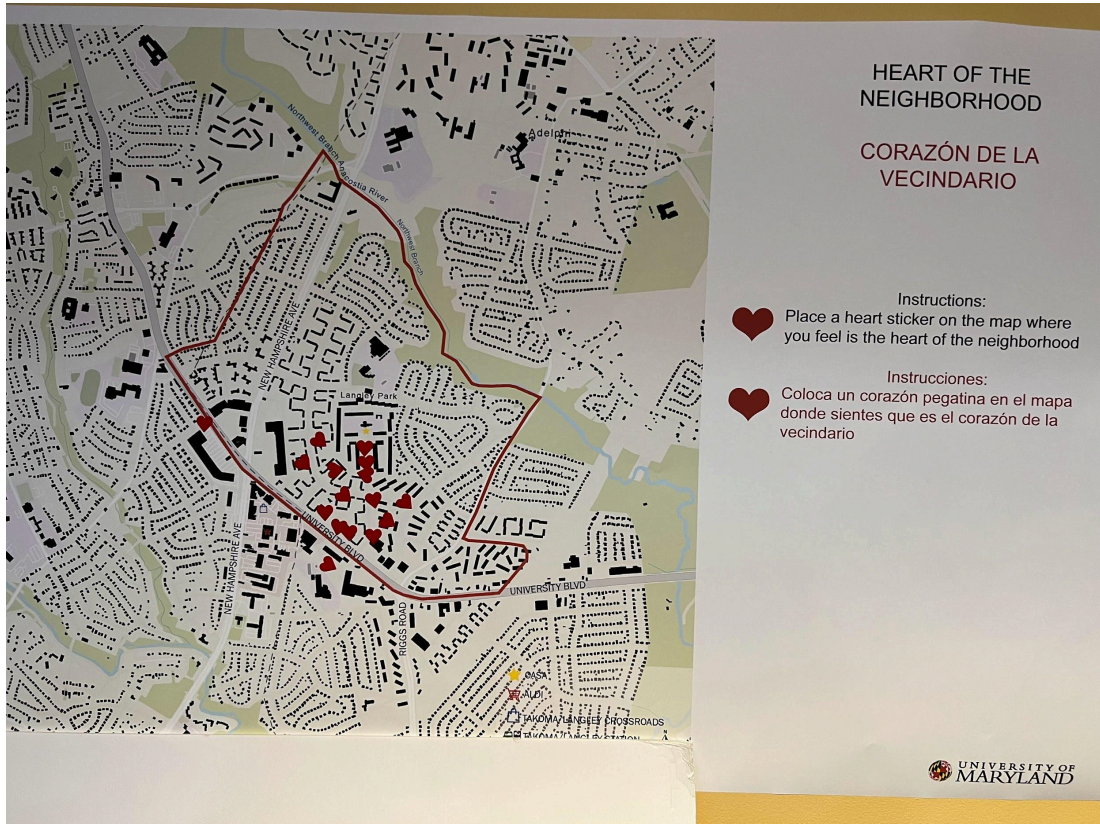 HEART OF THE
NEIGHBORHOOD
CORAZÓN DE LA
VECINDARIO
Instructions:
Place a heart sticker on the map where
you feel is the heart of the neighborhood
Instrucciones:
Coloca un corazón pegatina en el mapa
donde sientes que es el corazón de la
vecindario
UNIVERSITY OF
MARYLAND
Northwest Branch Anacostia River
Adelphi
Northwest Branch
NEW HAMPSHIRE AVE
Langley Park
UNIVERSITY BLVD
NEW HAMPSHIRE AVE
UNIVERSITY BLVD
RIGGS ROAD
CASA
ALDI
TAKOMA/LANGLEY CROSSROADS
TAKOMA/LANGLEY STATION
N